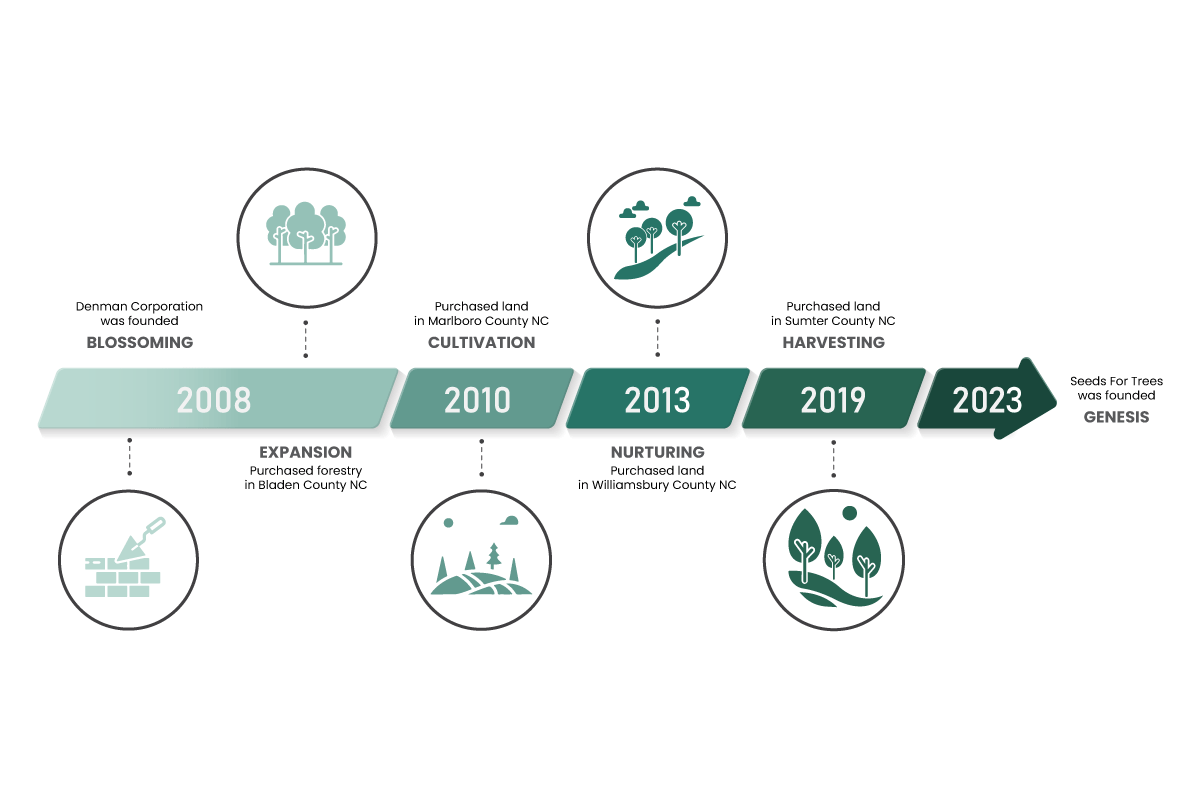 Denman Corporation
was founded
BLOSSOMING
2008
EXPANSION
Purchased forestry
in Bladen County NC
Purchased land
in Marlboro County NC
CULTIVATION
2010
2013
NURTURING
Purchased land
in Williamsbury County NC
Purchased land
in Sumter County NC
HARVESTING
2019
2023
Seeds For Trees
was founded
GENESIS